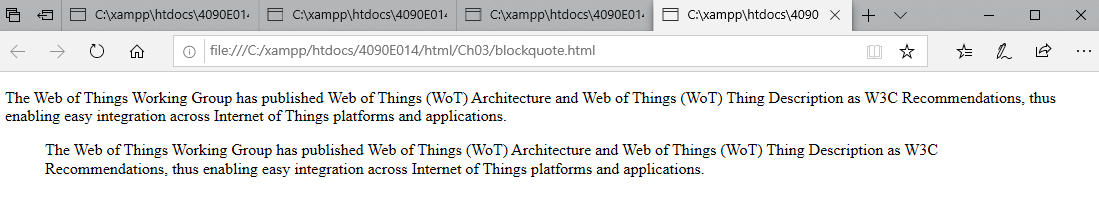 C:\xampp\htdocs\4090E014 C:\xampp\htdocs\4090E014 C:\xampp\htdocs\4090E014 C:\xampp\htdocs\4090
file:///C:/xampp/htdocs/4090E014/html/Ch03/blockquote.html
The Web of Things Working Group has published Web of Things (WoT) Architecture and Web of Things (WoT) Thing Description as W3C Recommendations, thus
enabling easy integration across Internet of Things platforms and applications.
The Web of Things Working Group has published Web of Things (WoT) Architecture and Web of Things (WoT) Thing Description as W3C
Recommendations, thus enabling easy integration across Internet of Things platforms and applications.